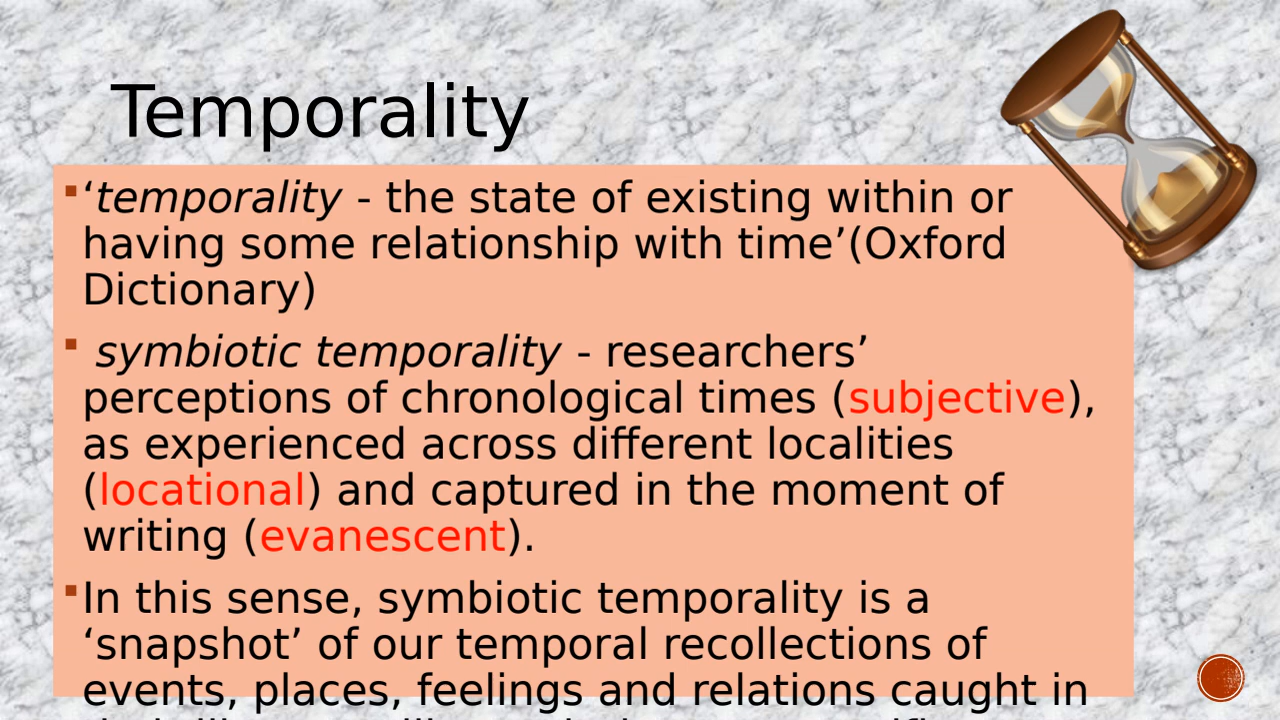 Temporality
‘temporality - the state of existing within or
having some relationship with time’(Oxford
Dictionary)
symbiotic temporality - researchers’
perceptions of chronological times (subjective),
as experienced across different localities
(locational) and captured in the moment of
writing (evanescent).
In this sense, symbiotic temporality is a
‘snapshot’ of our temporal recollections of
events, places, feelings and relations caught in